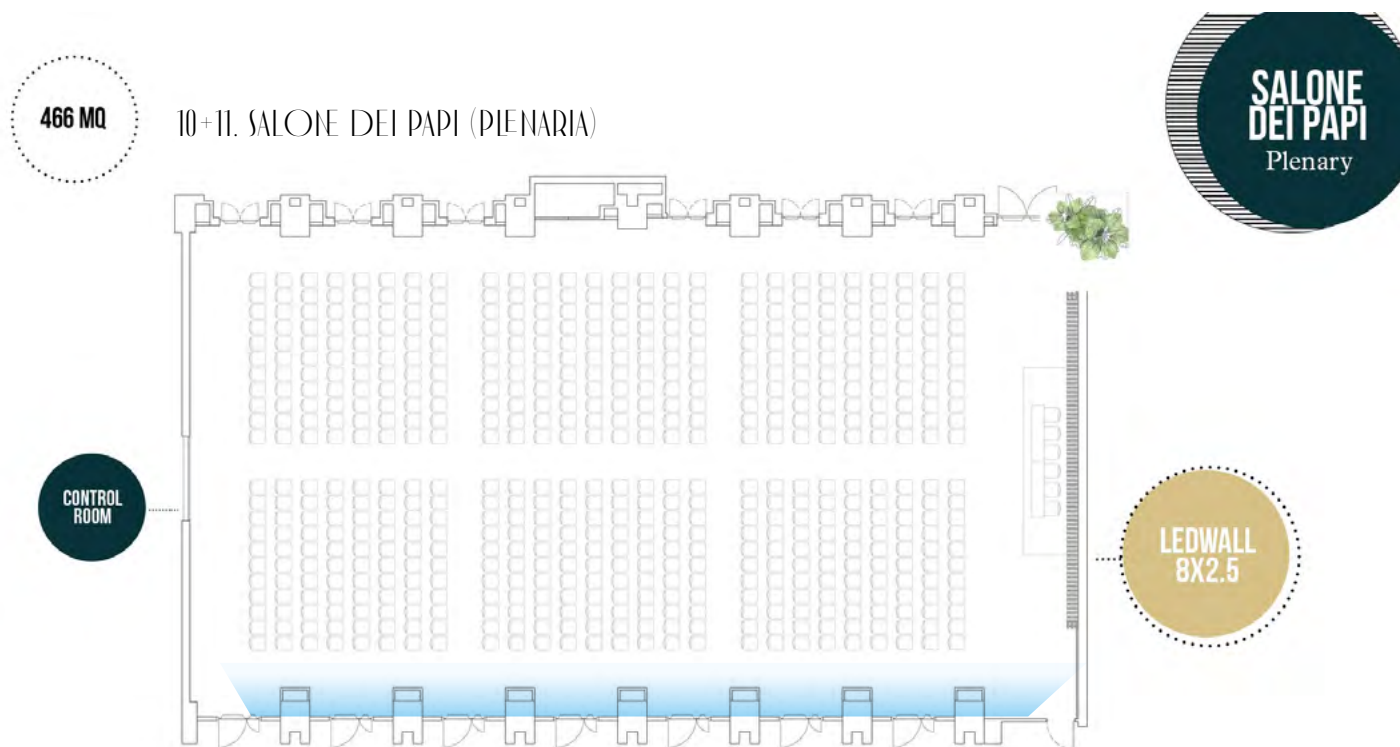 466 MQ
10+11. SALONE DEI PAPI (PLENARIA)
SALONE
DEI PAPI
Plenary
CONTROL
ROOM
LEDWALL
8X2.5